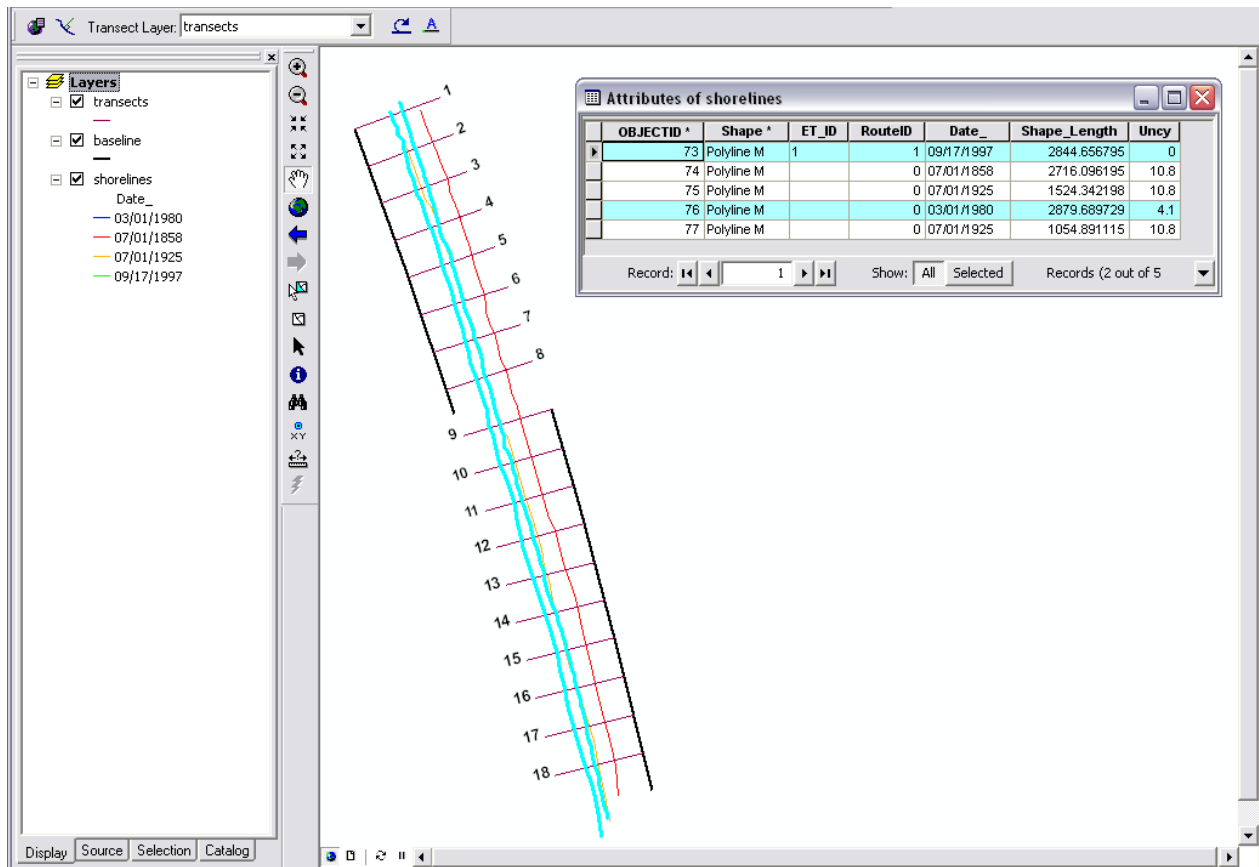 Transect Layer: transects
A
Layers
transects
baseline
shorelines
Date_
03/01/1980
07/01/1858
07/01/1925
09/17/1997
XY
Display Source Selection Catalog
1
2
3
4
5
6
7
8
9
10
11
12
13
14
15
16
17
18
Attributes of shorelines
OBJECTID * Shape * ET_ID RouteID Date_ Shape_Length Uncy
73 Polyline M 1 1 09/17/1997 2844.656795 0
74 Polyline M 0 07/01/1858 2716.096195 10.8
75 Polyline M 0 07/01/1925 1524.342198 10.8
76 Polyline M 0 03/01/1980 2879.689729 4.1
77 Polyline M 0 07/01/1925 1054.891115 10.8
Record: 1 Show: All Selected Records (2 out of 5